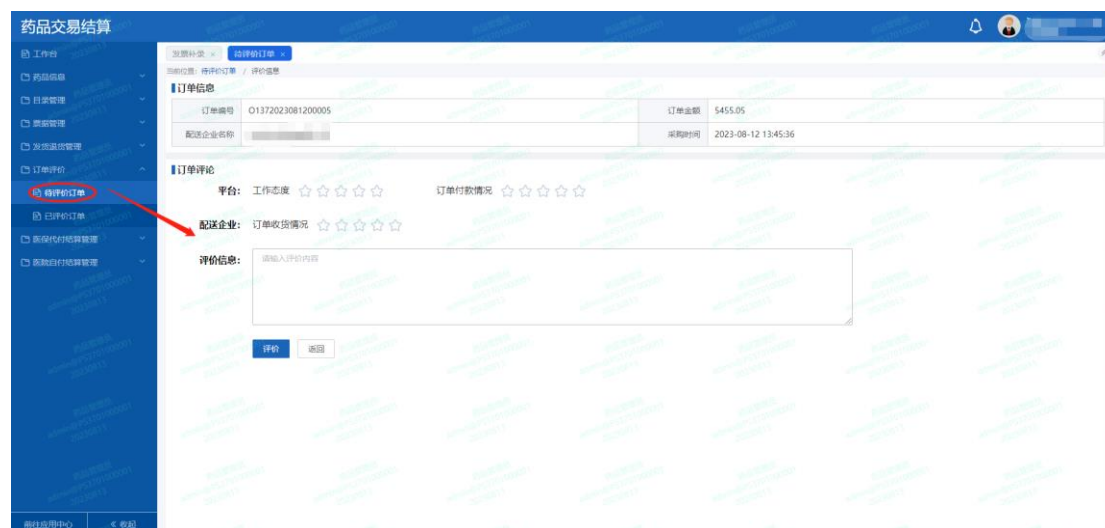 药品交易结算
工作台
药品信息
目录管理
票据管理
发货退货管理
订单评价
待评价订单
已评价订单
医保代付结算管理
医院自付结算管理
前往应用中心 << 收起
发票补录 × 待评价订单 ×
当前位置: 待评价订单 / 评价信息
订单信息
订单编号 O1372023081200005 订单金额 5455.05
配送企业名称 采购时间 2023-08-12 13:45:36
订单评论
平台: 工作态度 订单付款情况
配送企业: 订单收货情况
评价信息: 请输入评价内容
评价 返回